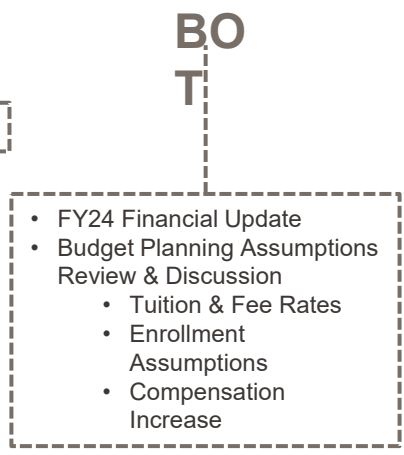 BO
T
• FY24 Financial Update
• Budget Planning Assumptions
Review & Discussion
• Tuition & Fee Rates
• Enrollment
Assumptions
• Compensation
Increase